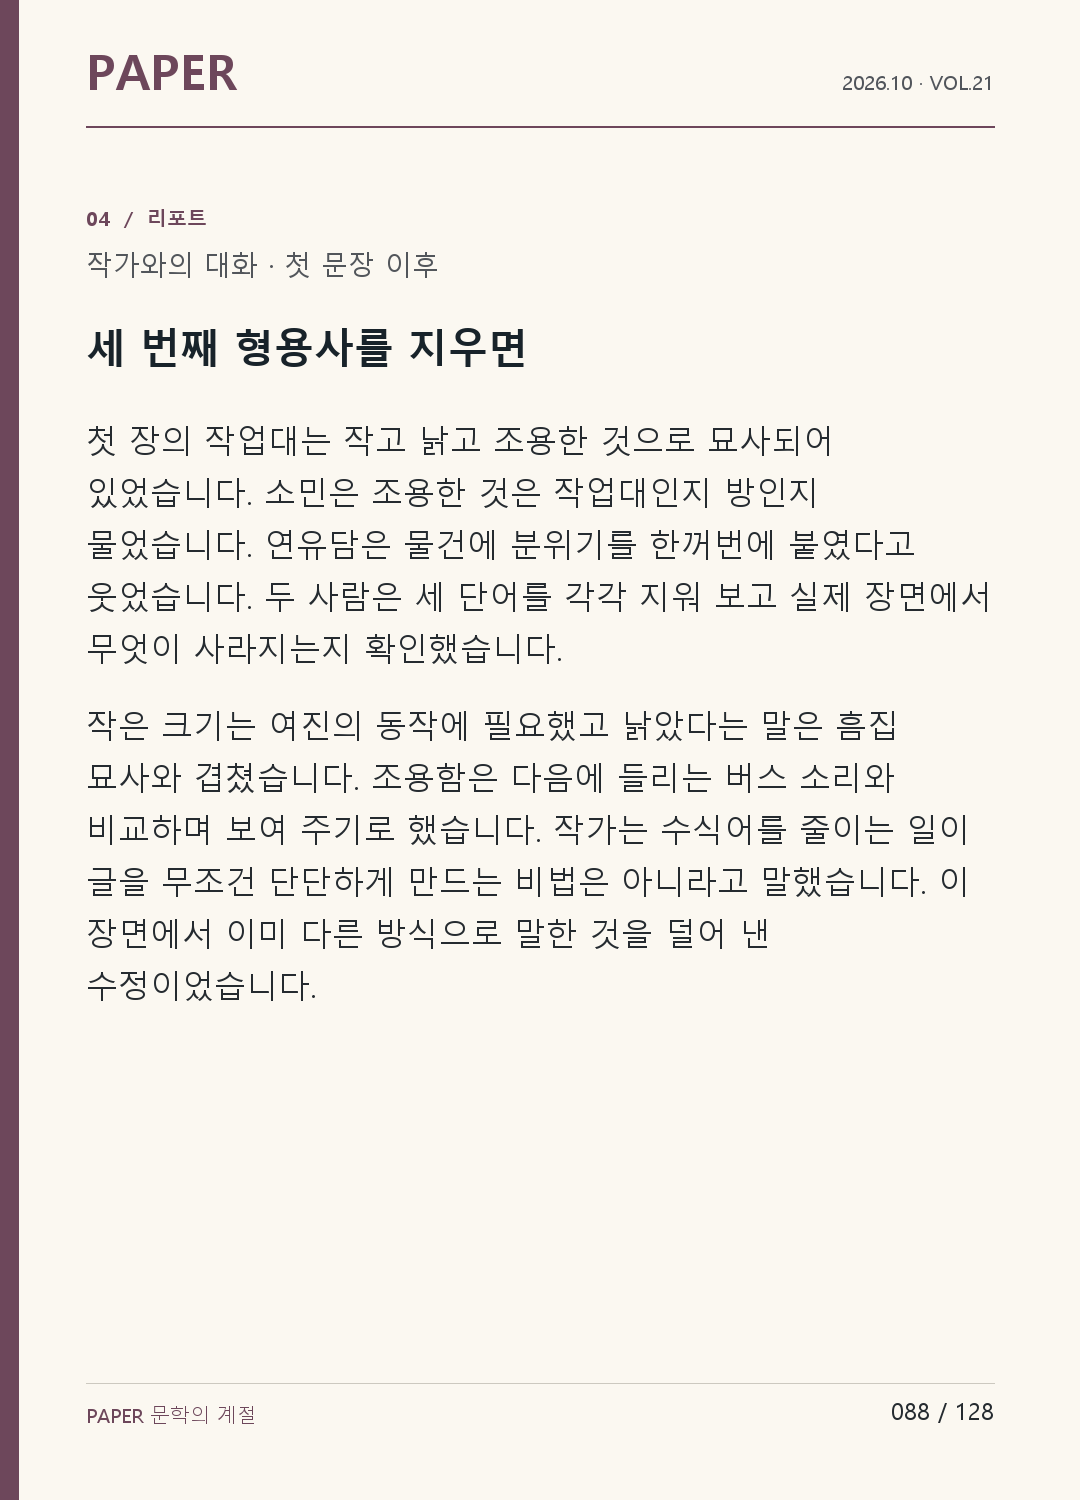 PAPER
2026.10 · VOL.21
04 / 리포트
작가와의 대화 · 첫 문장 이후
세 번째 형용사를 지우면
첫 장의 작업대는 작고 낡고 조용한 것으로 묘사되어
있었습니다. 소민은 조용한 것은 작업대인지 방인지
물었습니다. 연유담은 물건에 분위기를 한꺼번에 붙였다고
웃었습니다. 두 사람은 세 단어를 각각 지워 보고 실제 장면에서
무엇이 사라지는지 확인했습니다.
작은 크기는 여진의 동작에 필요했고 낡았다는 말은 흠집
묘사와 겹쳤습니다. 조용함은 다음에 들리는 버스 소리와
비교하며 보여 주기로 했습니다. 작가는 수식어를 줄이는 일이
글을 무조건 단단하게 만드는 비법은 아니라고 말했습니다. 이
장면에서 이미 다른 방식으로 말한 것을 덜어 낸
수정이었습니다.
PAPER 문학의 계절
088 / 128